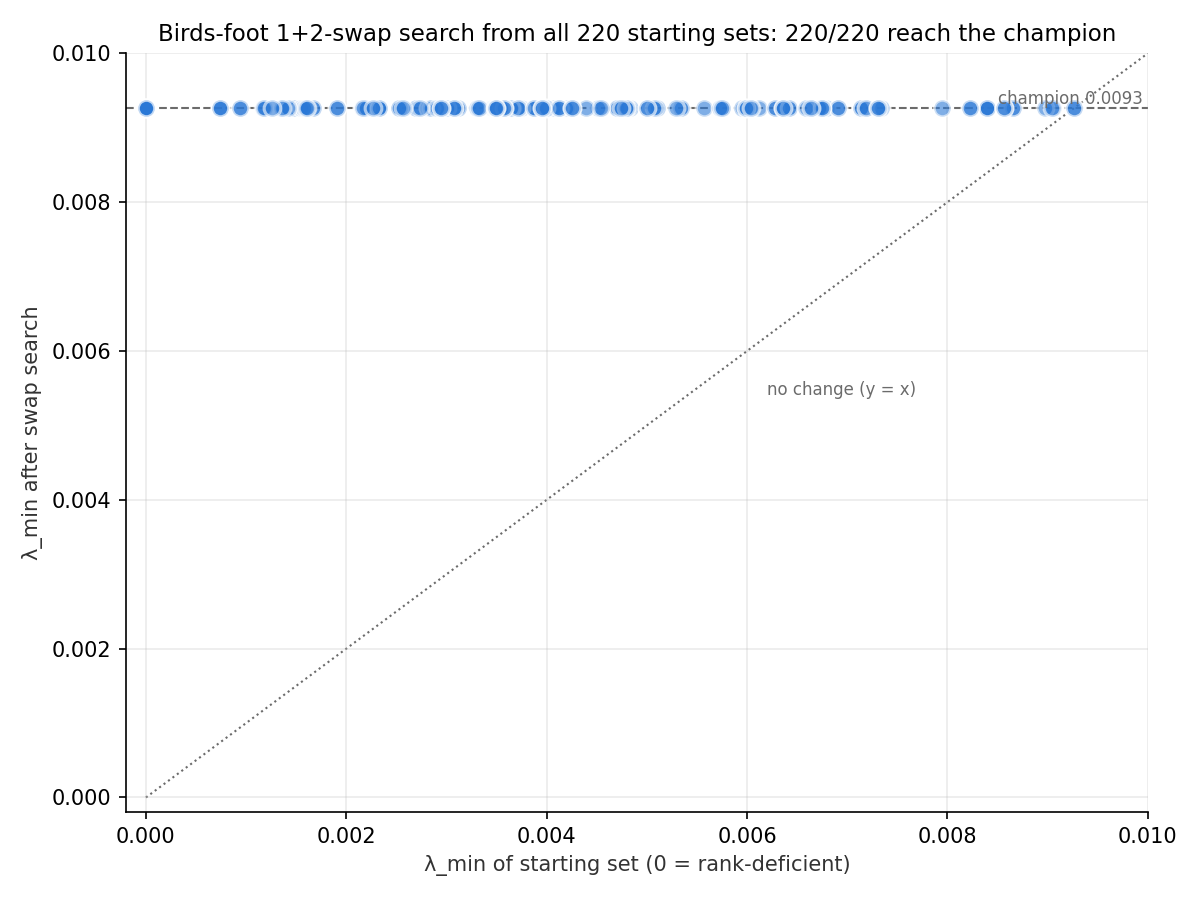 Birds-foot 1+2-swap search from all 220 starting sets: 220/220 reach the champion
0.010
champion 0.0093
0.008
0.006
no change (y = x)
0.004
0.002
0.000
λ_min after swap search
0.000 0.002 0.004 0.006 0.008 0.010
λ_min of starting set (0 = rank-deficient)